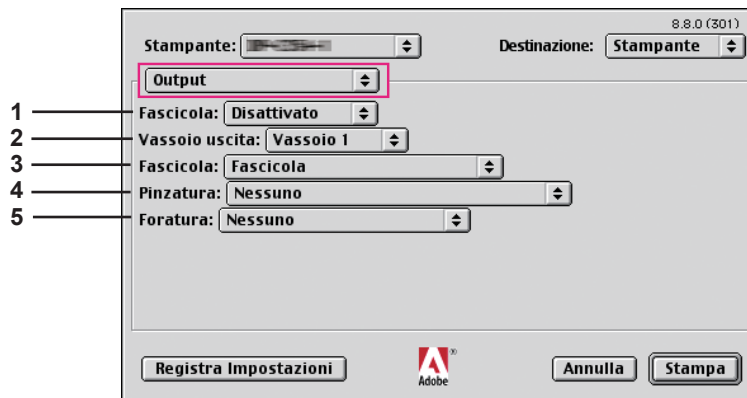 8.8.0 (301)
Stampante: Destinazione: Stampante
Output
1 Fascicola: Disattivato
2 Vassoio uscita: Vassoio 1
3 Fascicola: Fascicola
4 Pinzatura: Nessuno
5 Foratura: Nessuno
Registra Impostazioni Adobe ® Annulla Stampa